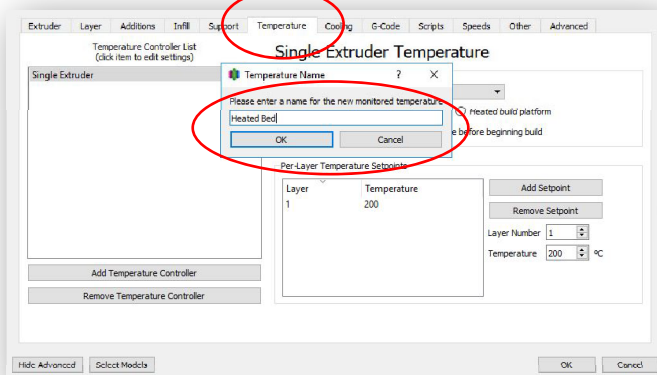 Extruder Layer Additions Infill Support Temperature Cooling G-Code Scripts Speeds Other Advanced
Temperature Controller List
(click item to edit settings)
Single Extruder
Add Temperature Controller
Remove Temperature Controller
Single Extruder Temperature
Temperature Name ? X
Please enter a name for the new monitored temperature
Heated Bed
OK Cancel
Heated build platform
before beginning build
Per-Layer Temperature Setpoints
Layer Temperature
1 200
Add Setpoint
Remove Setpoint
Layer Number 1
Temperature 200 ºC
Hide Advanced Select Models OK Cancel